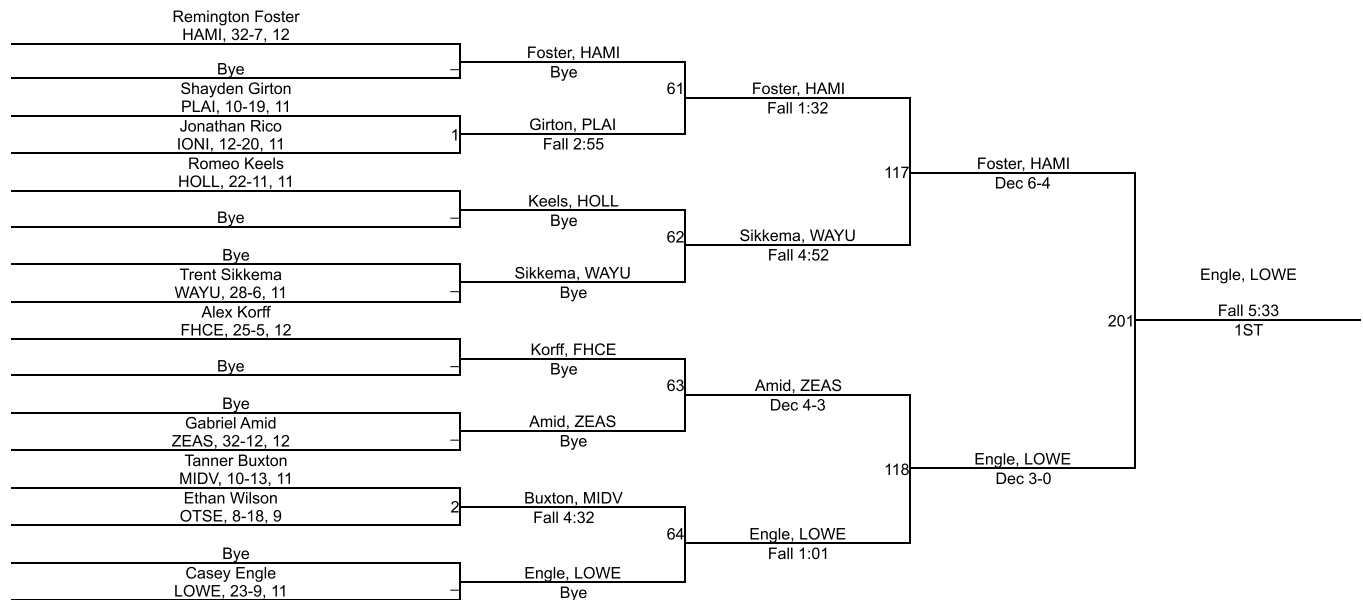 Remington Foster
HAMI, 32-7, 12
Bye
Shayden Girton
PLAI, 10-19, 11
Jonathan Rico
IONI, 12-20, 11
Romeo Keels
HOLL, 22-11, 11
Bye
Bye
Trent Sikkema
WAYU, 28-6, 11
Alex Korff
FHCE, 25-5, 12
Bye
Bye
Gabriel Amid
ZEAS, 32-12, 12
Tanner Buxton
MIDV, 10-13, 11
Ethan Wilson
OTSE, 8-18, 9
Bye
Casey Engle
LOWE, 23-9, 11
–
1
–
–
–
–
2
–
Foster, HAMI
Bye
Girton, PLAI
Fall 2:55
Keels, HOLL
Bye
Sikkema, WAYU
Bye
Korff, FHCE
Bye
Amid, ZEAS
Bye
Buxton, MIDV
Fall 4:32
Engle, LOWE
Bye
61
62
63
64
Foster, HAMI
Fall 1:32
Sikkema, WAYU
Fall 4:52
Amid, ZEAS
Dec 4-3
Engle, LOWE
Fall 1:01
117
118
Foster, HAMI
Dec 6-4
Engle, LOWE
Dec 3-0
201
Engle, LOWE
Fall 5:33
1ST